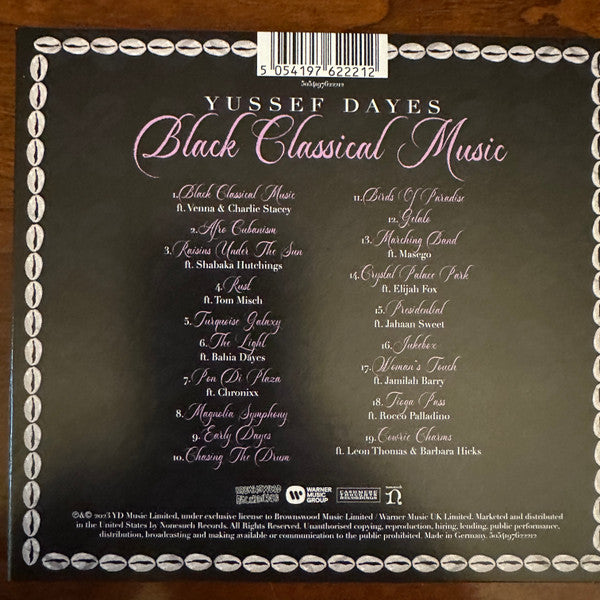 5 054197 622212
5054197622212
YUSSEF DAYES
Black Classical Music
1. Black Classical Music
ft. Venna & Charlie Stacey
2. Afro Cubanism
3. Raisins Under The Sun
ft. Shabaka Hutchings
4. Rust
ft. Tom Misch
5. Turquoise Galaxy
6. The Light
ft. Bahia Dayes
7. Pon Di Plaza
ft. Chronixx
8. Magnolia Symphony
9. Early Dayes
10. Chasing The Drum
11. Birds Of Paradise
12. Gelato
13. Marching Band
ft. Masego
14. Crystal Palace Park
ft. Elijah Fox
15. Presidential
ft. Jahaan Sweet
16. Jukebox
17. Woman's Touch
ft. Jamilah Barry
18. Tioga Pass
ft. Rocco Palladino
19. Cowrie Charms
ft. Leon Thomas & Barbara Hicks
BROWNSWOOD
RECORDINGS
WARNER
MUSIC
GROUP
RECORDINGS
℗&© 2023 YD Music Limited, under exclusive license to Brownswood Music Limited / Warner Music UK Limited. Marketed and distributed
in the United States by Nonesuch Records. All Rights Reserved. Unauthorised copying, reproduction, hiring, lending, public performance,
distribution, broadcasting and making available or communication to the public prohibited. Made in Germany. 5054197622212